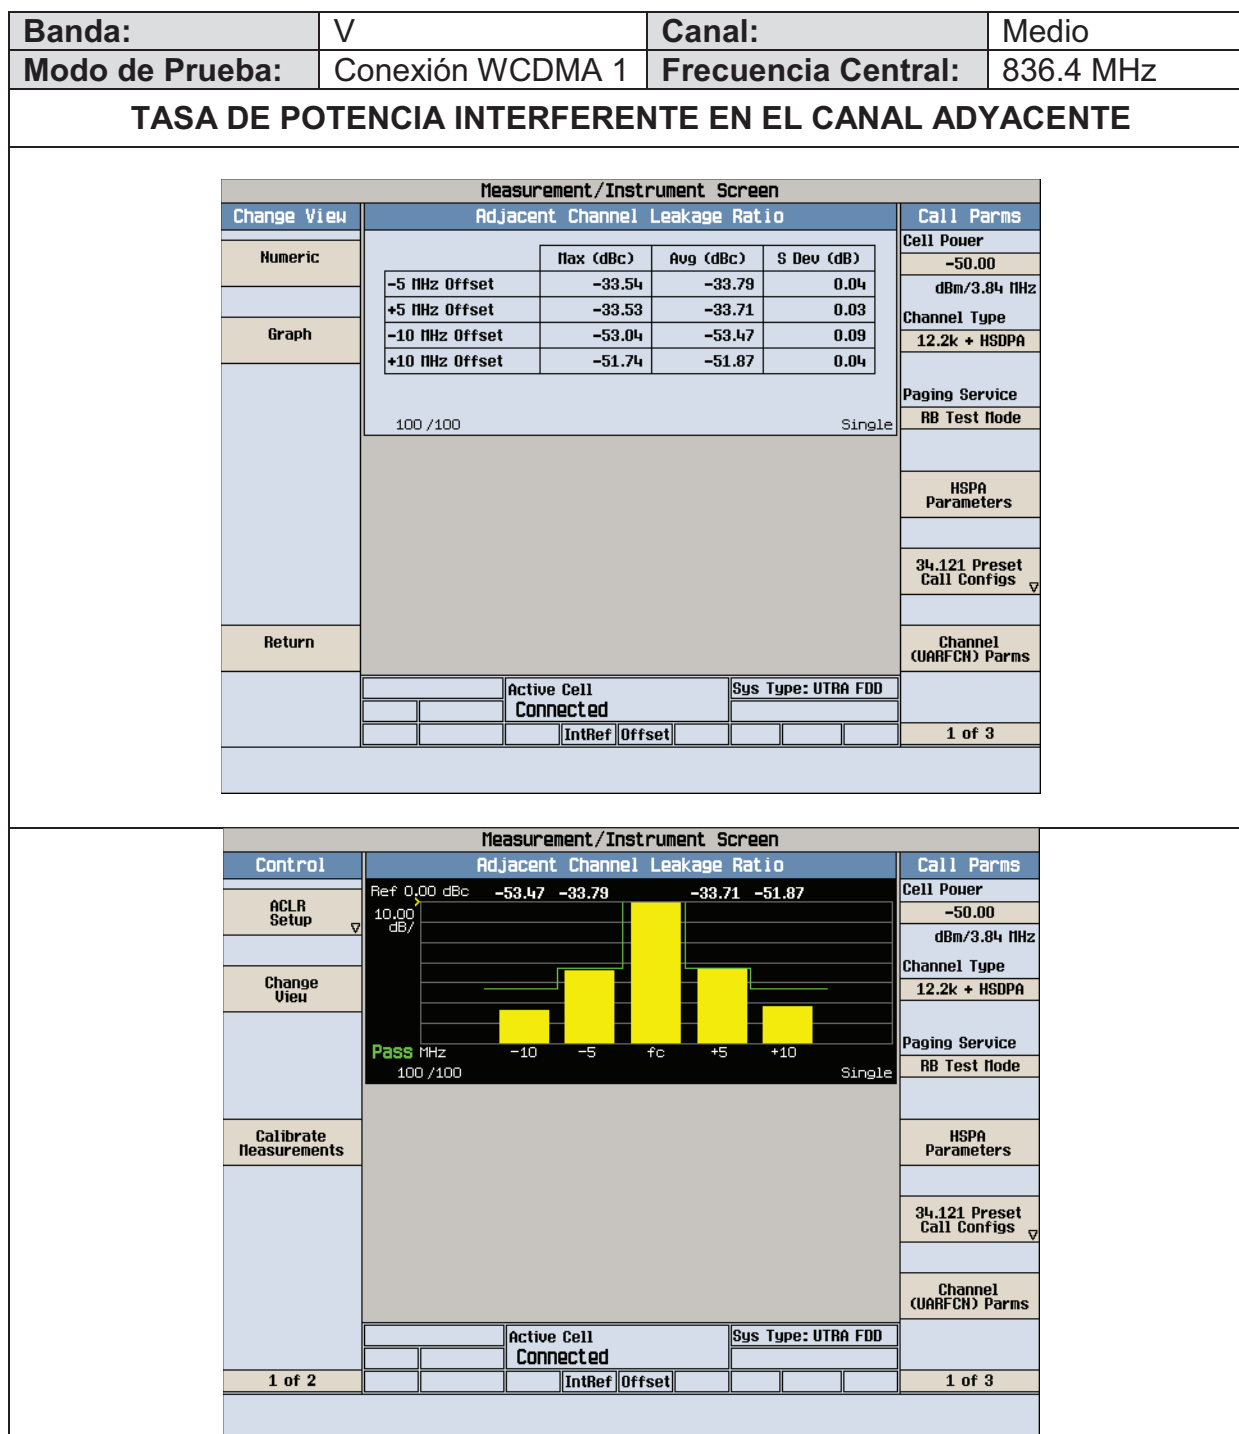 Banda: V Canal: Medio
Modo de Prueba: Conexión WCDMA 1 Frecuencia Central: 836.4 MHz
TASA DE POTENCIA INTERFERENTE EN EL CANAL ADYACENTE
Measurement/Instrument Screen
Change View
Numeric
Graph
Return
Adjacent Channel Leakage Ratio
Max (dBc) Avg (dBc) S Dev (dB)
-5 MHz Offset -33.54 -33.79 0.04
+5 MHz Offset -33.53 -33.71 0.03
-10 MHz Offset -53.04 -53.47 0.09
+10 MHz Offset -51.74 -51.87 0.04
100/100 Single
Active Cell
Connected
Sys Type: UTRA FDD
IntRef Offset
Call Parms
Cell Power
-50.00
dBm/3.84 MHz
Channel Type
12.2k + HSDPA
Paging Service
RB Test Mode
HSPA
Parameters
34.121 Preset
Call Configs
Channel
(UARFCN) Parms
1 of 3
Measurement/Instrument Screen
Control
ACLR
Setup
Change
View
Calibrate
Measurements
1 of 2
Adjacent Channel Leakage Ratio
Ref 0.00 dBc -53.47 -33.79 -33.71 -51.87
10.00
dB/
Pass MHz -10 -5 fc +5 +10
100/100 Single
Active Cell
Connected
Sys Type: UTRA FDD
IntRef Offset
Call Parms
Cell Power
-50.00
dBm/3.84 MHz
Channel Type
12.2k + HSDPA
Paging Service
RB Test Mode
HSPA
Parameters
34.121 Preset
Call Configs
Channel
(UARFCN) Parms
1 of 3